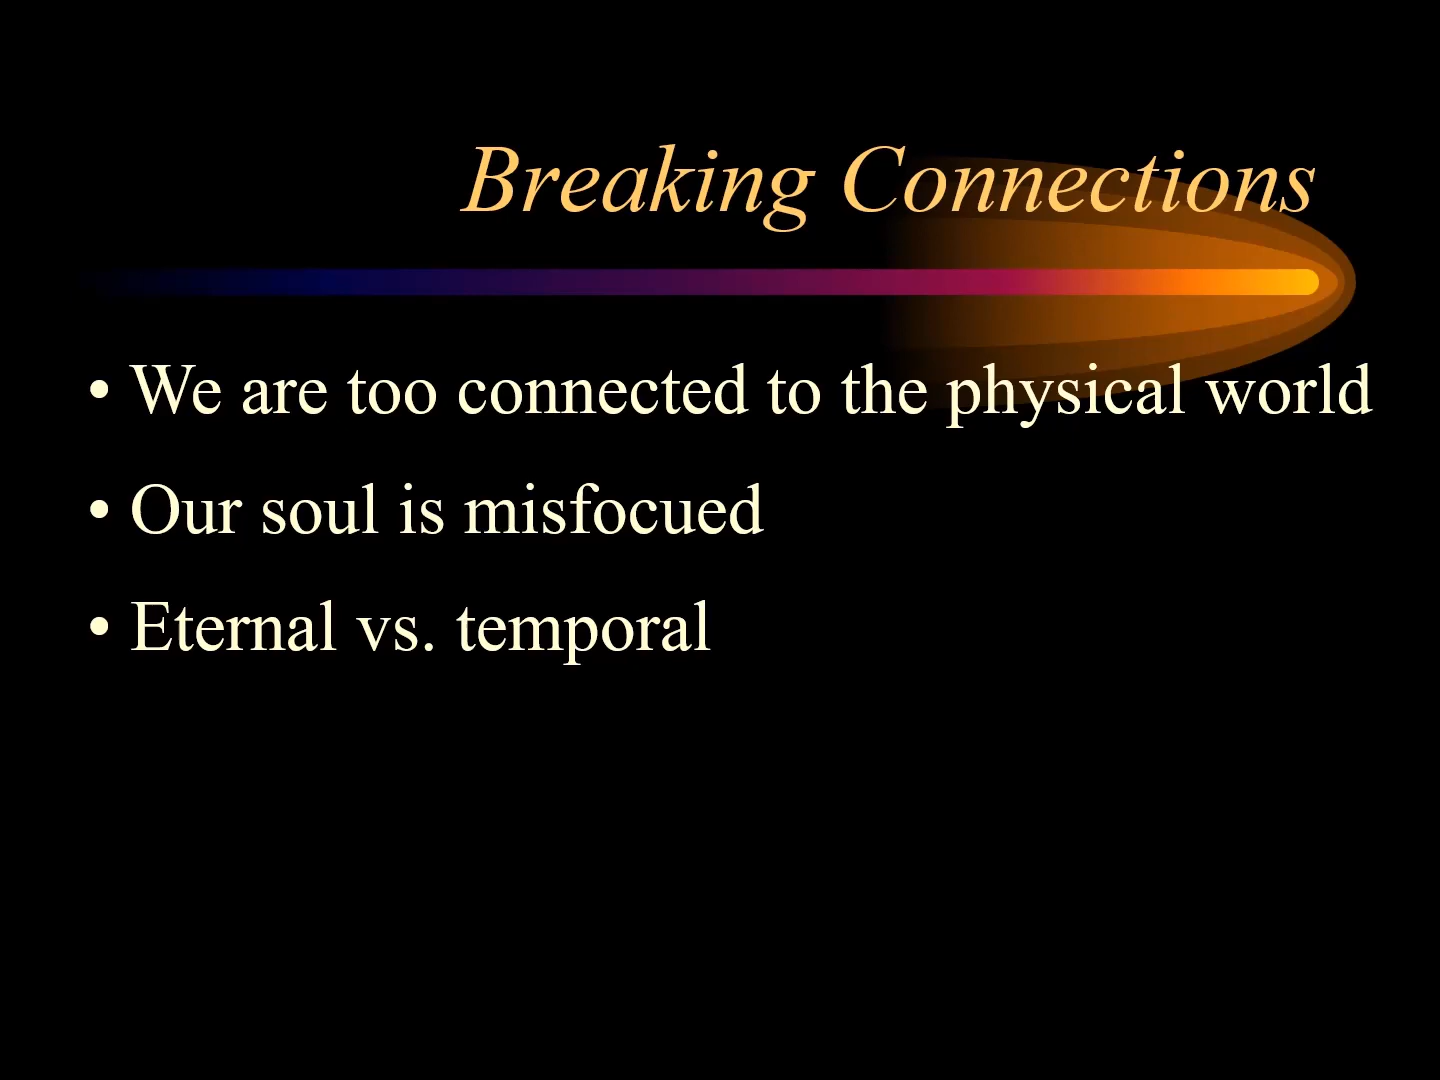 Breaking Connections
• We are too connected to the physical world
• Our soul is misfocued
• Eternal vs. temporal